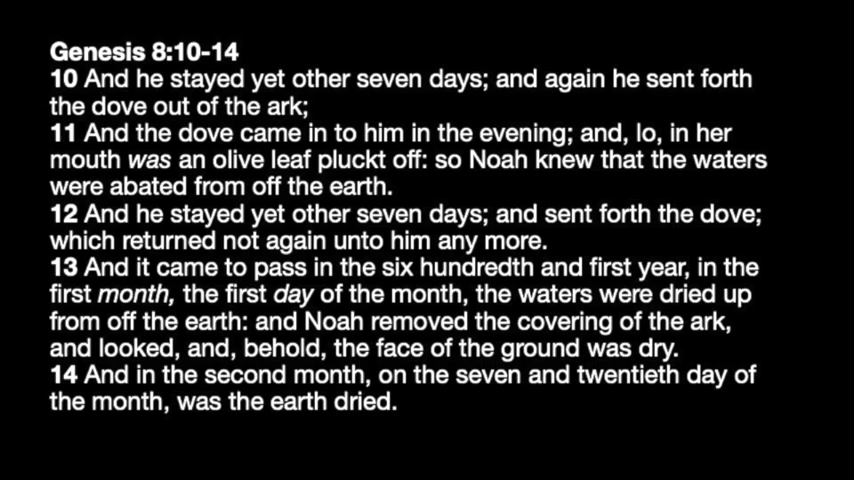 Genesis 8:10-14
10 And he stayed yet other seven days; and again he sent forth
the dove out of the ark;
11 And the dove came in to him in the evening; and, lo, in her
mouth was an olive leaf pluckt off: so Noah knew that the waters
were abated from off the earth.
12 And he stayed yet other seven days; and sent forth the dove;
which returned not again unto him any more.
13 And it came to pass in the six hundredth and first year, in the
first month, the first day of the month, the waters were dried up
from off the earth: and Noah removed the covering of the ark,
and looked, and, behold, the face of the ground was dry.
14 And in the second month, on the seven and twentieth day of
the month, was the earth dried.